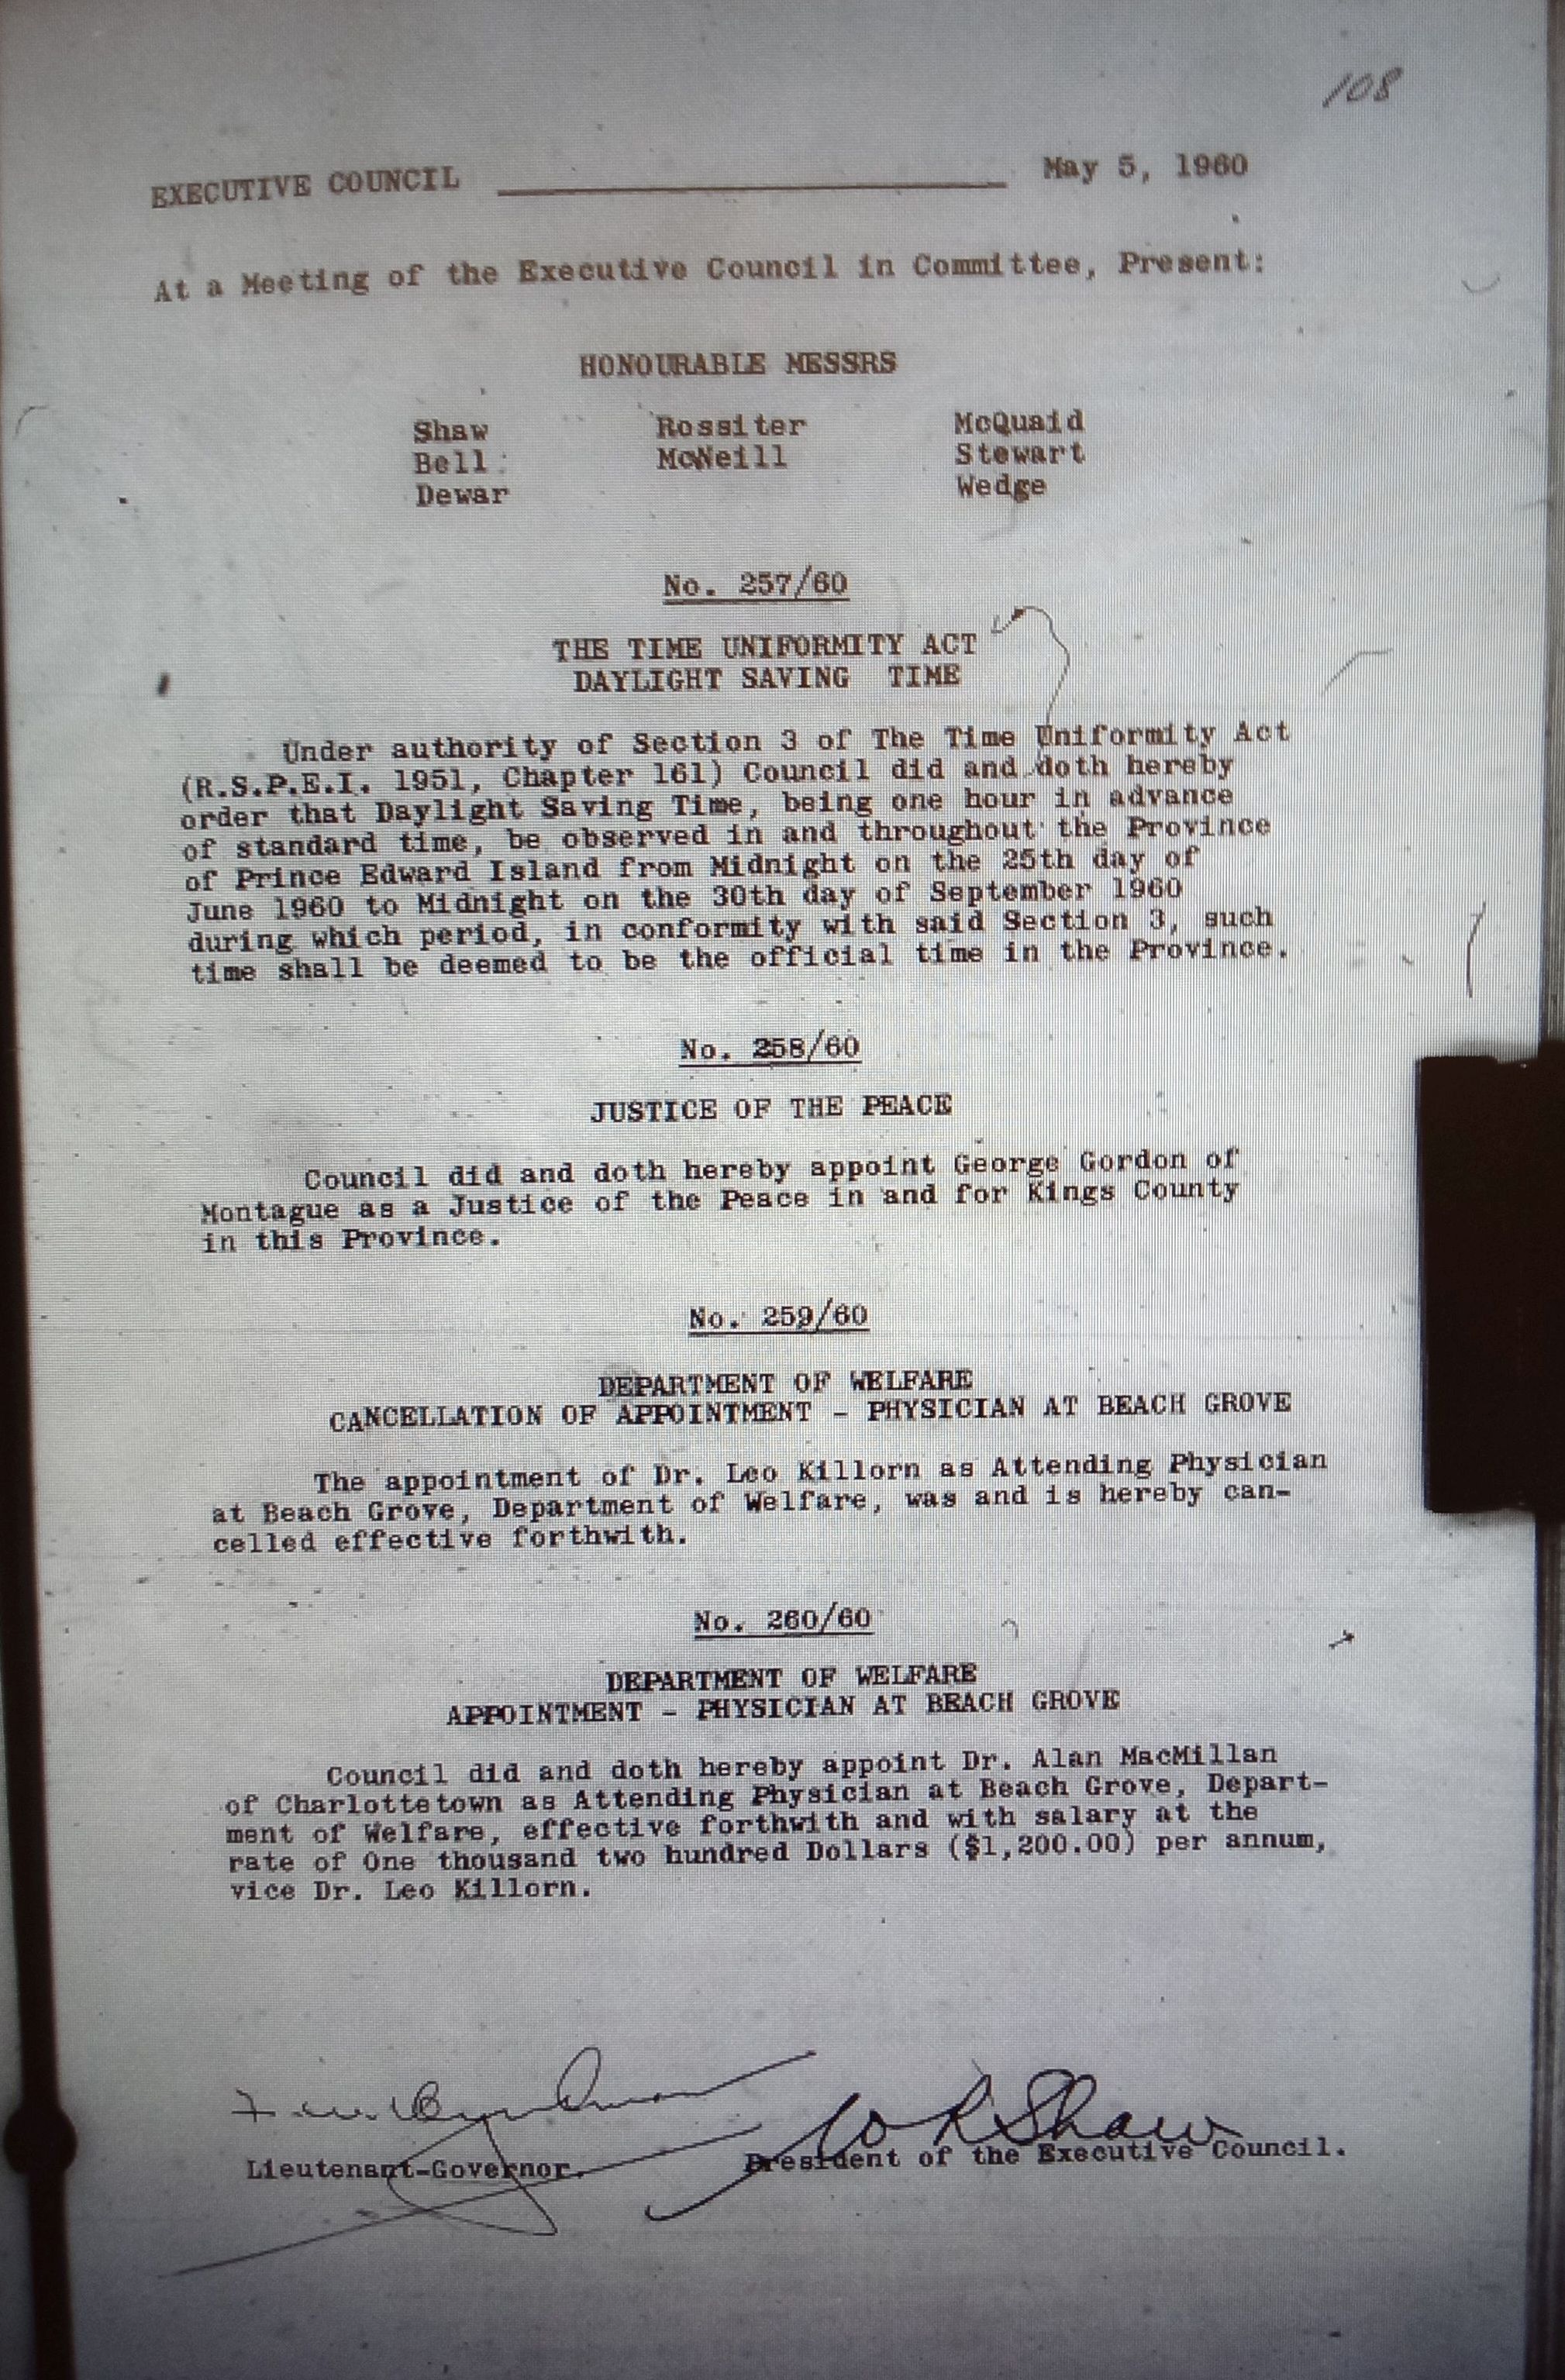 108
EXECUTIVE COUNCIL ____________________ May 5, 1960
At a Meeting of the Executive Council in Committee, Present:
HONOURABLE MESSRS
Shaw Rossiter McQuaid
Bell McNeill Stewart
Dewar Wedge
No. 257/60
THE TIME UNIFORMITY ACT
DAYLIGHT SAVING TIME
Under authority of Section 3 of The Time Uniformity Act
(R.S.P.E.I. 1951, Chapter 161) Council did and doth hereby
order that Daylight Saving Time, being one hour in advance
of standard time, be observed in and throughout the Province
of Prince Edward Island from Midnight on the 25th day of
June 1960 to Midnight on the 30th day of September 1960
during which period, in conformity with said Section 3, such
time shall be deemed to be the official time in the Province.
No. 258/60
JUSTICE OF THE PEACE
Council did and doth hereby appoint George Gordon of
Montague as a Justice of the Peace in and for Kings County
in this Province.
No. 259/60
DEPARTMENT OF WELFARE
CANCELLATION OF APPOINTMENT - PHYSICIAN AT BEACH GROVE
The appointment of Dr. Leo Killorn as Attending Physician
at Beach Grove, Department of Welfare, was and is hereby can-
celled effective forthwith.
No. 260/60
DEPARTMENT OF WELFARE
APPOINTMENT - PHYSICIAN AT BEACH GROVE
Council did and doth hereby appoint Dr. Alan MacMillan
of Charlottetown as Attending Physician at Beach Grove, Depart-
ment of Welfare, effective forthwith and with salary at the
rate of One thousand two hundred Dollars ($1,200.00) per annum,
vice Dr. Leo Killorn.
W R Shaw
Lieutenant-Governor. President of the Executive Council.